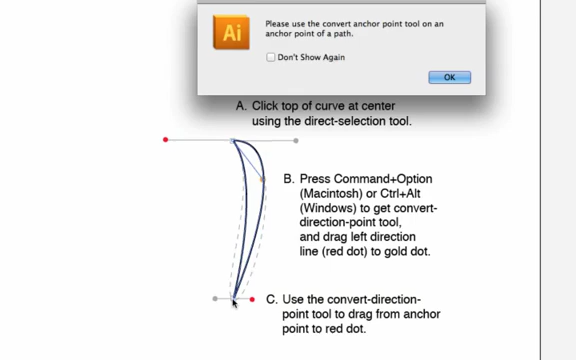 Ai
Please use the convert anchor point tool on an
anchor point of a path.
Don't Show Again
OK
A. Click top of curve at center
using the direct-selection tool.
B. Press Command+Option
(Macintosh) or Ctrl+Alt
(Windows) to get convert-
direction-point tool,
and drag left direction
line (red dot) to gold dot.
C. Use the convert-direction-
point tool to drag from anchor
point to red dot.